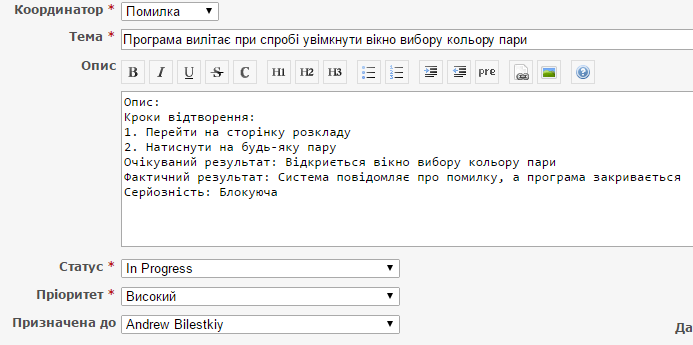 Координатор * Помилка
Тема * Програма вилітає при спробі увімкнути вікно вибору кольору пари
Опис B I U S C H1 H2 H3 pre ?
Опис:
Кроки відтворення:
1. Перейти на сторінку розкладу
2. Натиснути на будь-яку пару
Очікуваний результат: Відкриється вікно вибору кольору пари
Фактичний результат: Система повідомляє про помилку, а програма закривається
Серйозність: Блокуюча
Статус * In Progress
Пріоритет * Високий
Призначена до Andrew Bilestkiy
Да